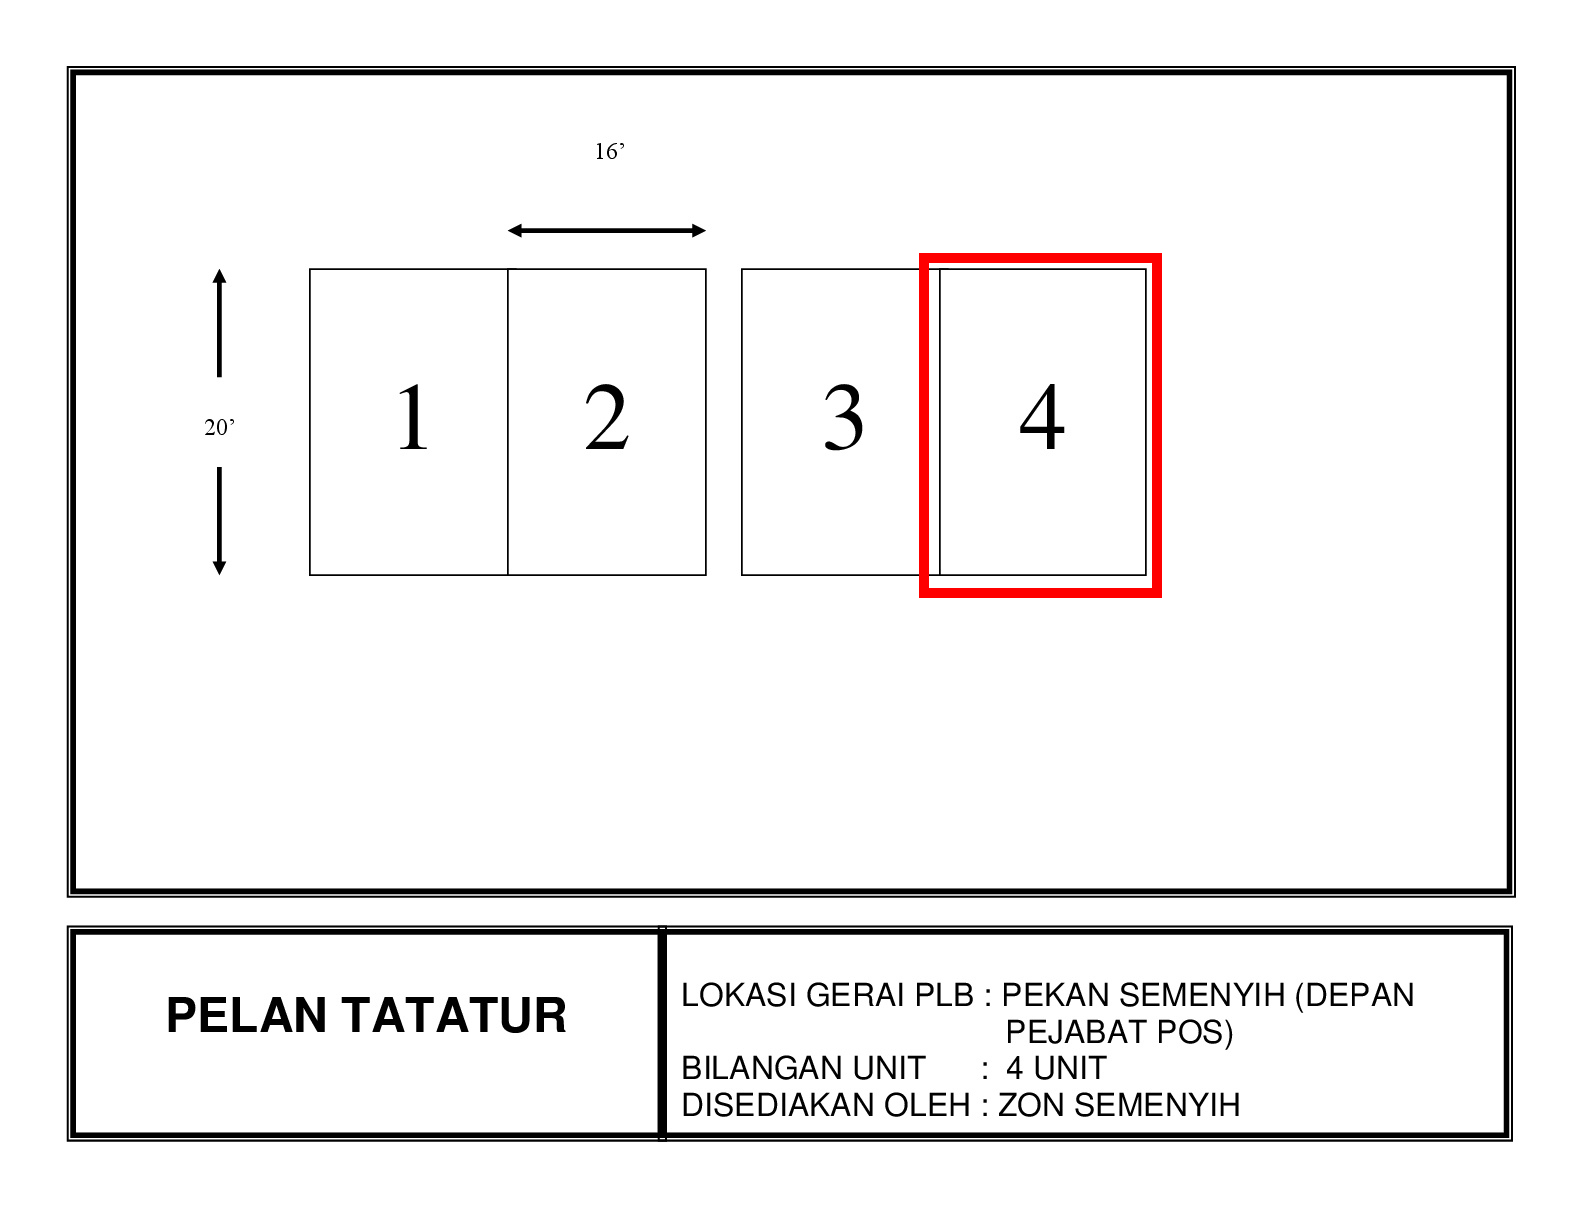 16’
20’
1 2 3 4
PELAN TATATUR
LOKASI GERAI PLB : PEKAN SEMENYIH (DEPAN
PEJABAT POS)
BILANGAN UNIT : 4 UNIT
DISEDIAKAN OLEH : ZON SEMENYIH